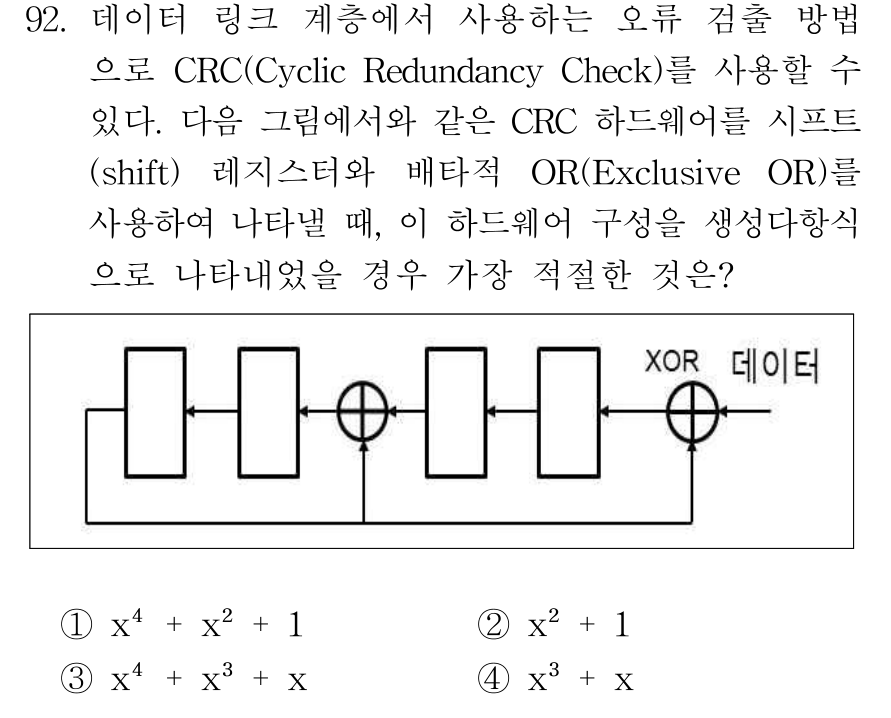 92. 데이터 링크 계층에서 사용하는 오류 검출 방법
으로 CRC(Cyclic Redundancy Check)를 사용할 수
있다. 다음 그림에서와 같은 CRC 하드웨어를 시프트
(shift) 레지스터와 배타적 OR(Exclusive OR)를
사용하여 나타낼 때, 이 하드웨어 구성을 생성다항식
으로 나타내었을 경우 가장 적절한 것은?
XOR 데이터
① x⁴ + x² + 1 ② x² + 1
③ x⁴ + x³ + x ④ x³ + x